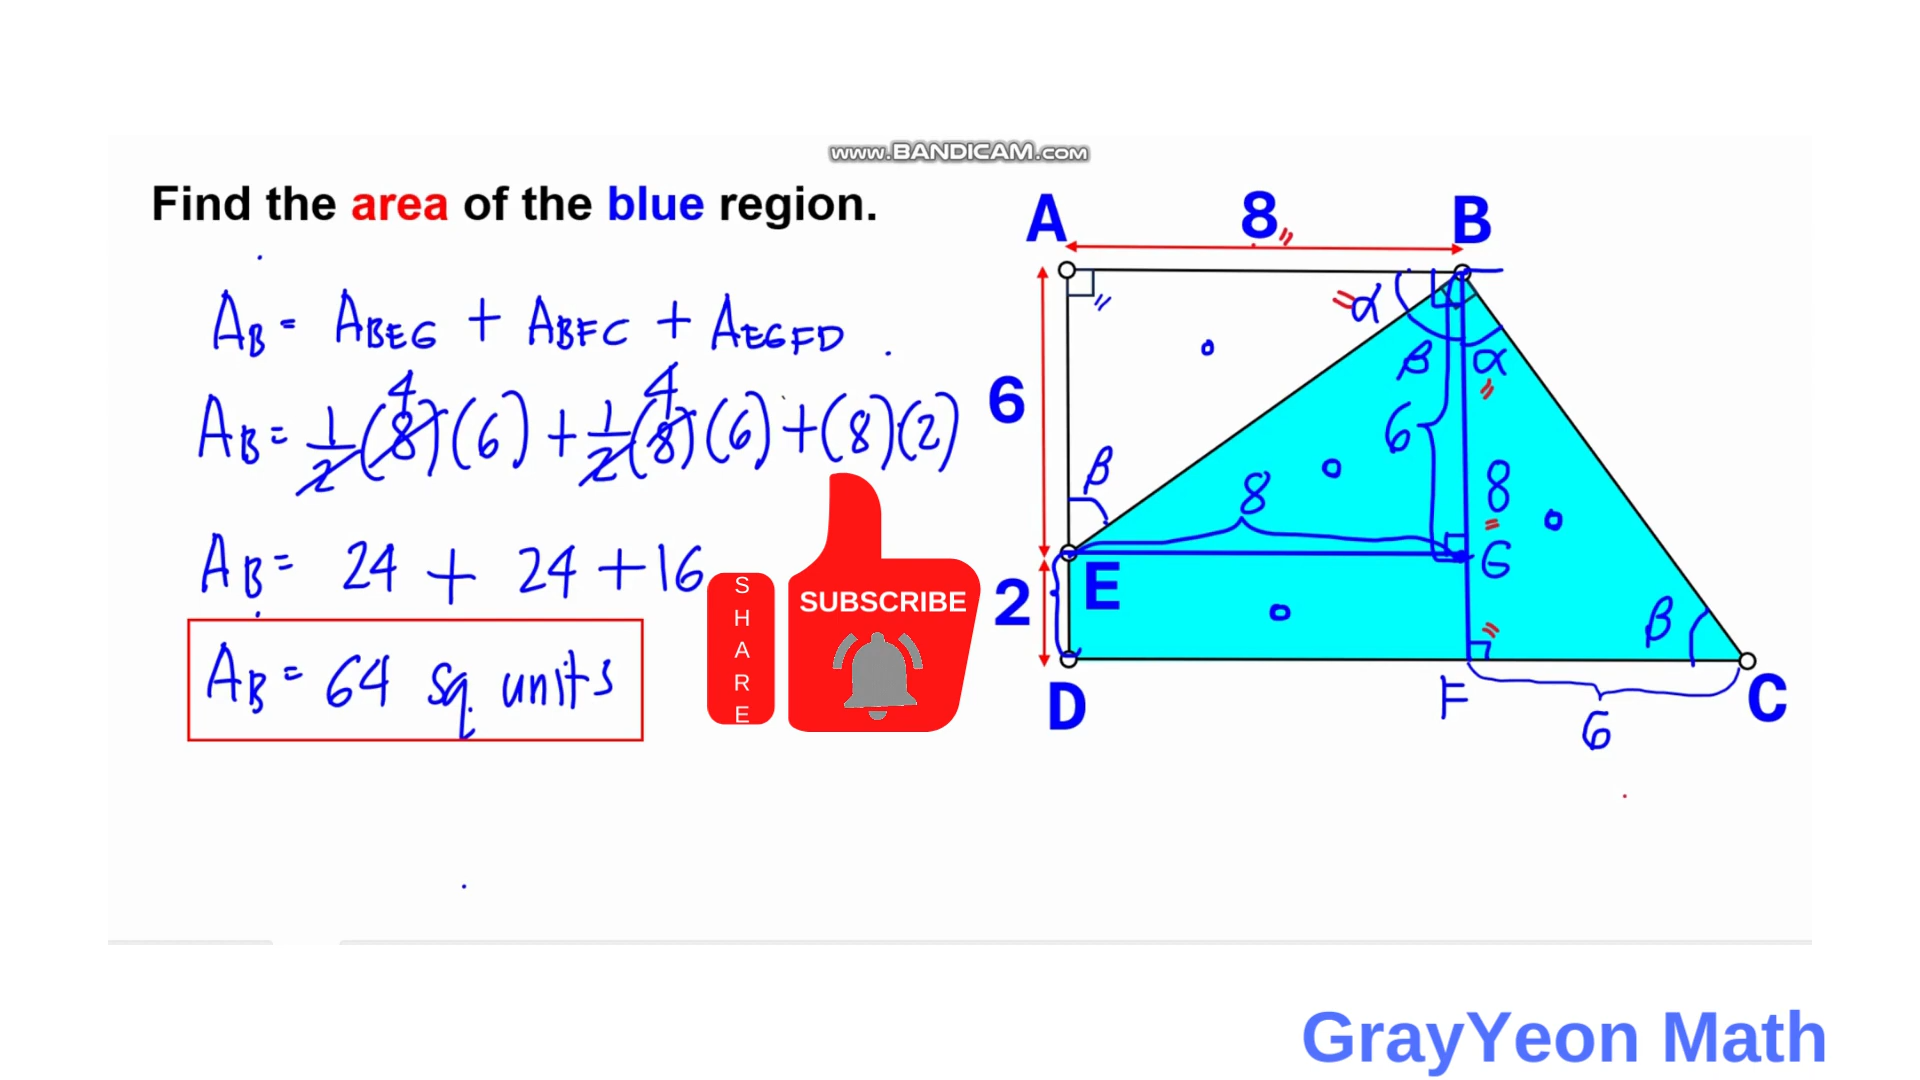 www.BANDICAM.com
Find the area of the blue region.
A 8 B
A_B = A_BEG + A_BFC + A_EGFD
α
β α
4 4
A_B = 1/2 (8)(6) + 1/2 (8)(6) + (8)(2)
6
6
β
8
8
A_B = 24 + 24 + 16
G
E
2
SHARE
SUBSCRIBE
β
A_B = 64 sq. units
D F C
6
GrayYeon Math